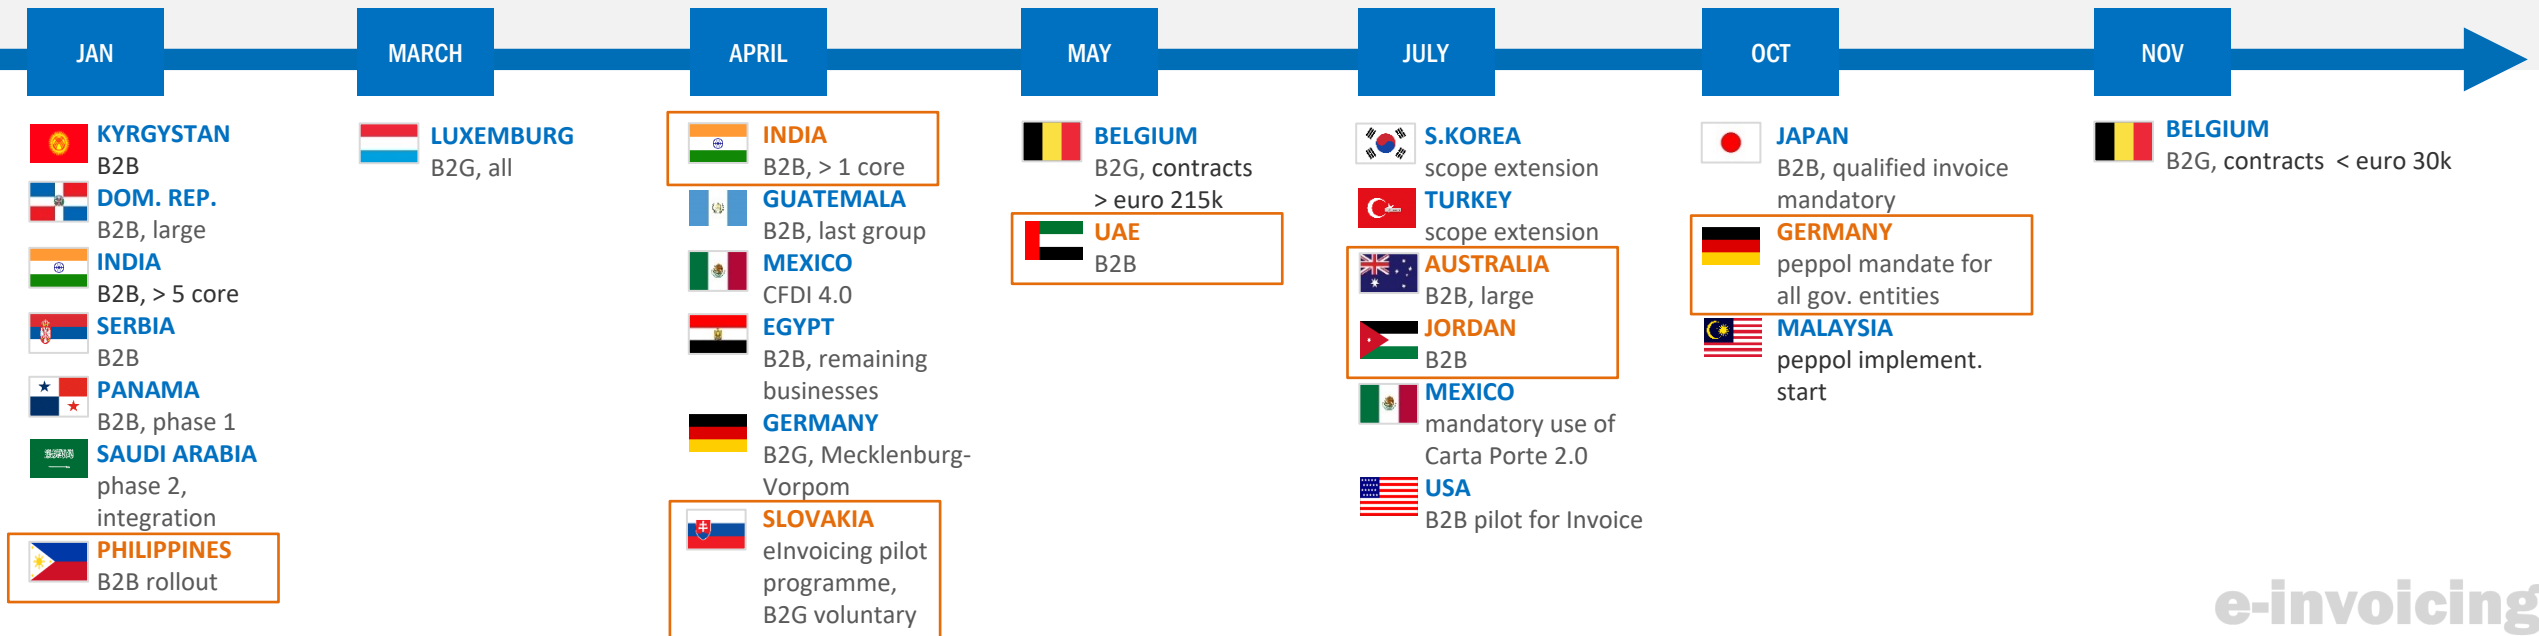 JAN
MARCH
APRIL
MAY
JULY
OCT
NOV
KYRGYSTAN
B2B
DOM. REP.
B2B, large
INDIA
B2B, > 5 core
SERBIA
B2B
PANAMA
B2B, phase 1
SAUDI ARABIA
phase 2,
integration
PHILIPPINES
B2B rollout
LUXEMBURG
B2G, all
INDIA
B2B, > 1 core
GUATEMALA
B2B, last group
MEXICO
CFDI 4.0
EGYPT
B2B, remaining
businesses
GERMANY
B2G, Mecklenburg-
Vorpom
SLOVAKIA
eInvoicing pilot
programme,
B2G voluntary
BELGIUM
B2G, contracts
> euro 215k
UAE
B2B
S.KOREA
scope extension
TURKEY
scope extension
AUSTRALIA
B2B, large
JORDAN
B2B
MEXICO
mandatory use of
Carta Porte 2.0
USA
B2B pilot for Invoice
JAPAN
B2B, qualified invoice
mandatory
GERMANY
peppol mandate for
all gov. entities
MALAYSIA
peppol implement.
start
BELGIUM
B2G, contracts < euro 30k
e-invoicing